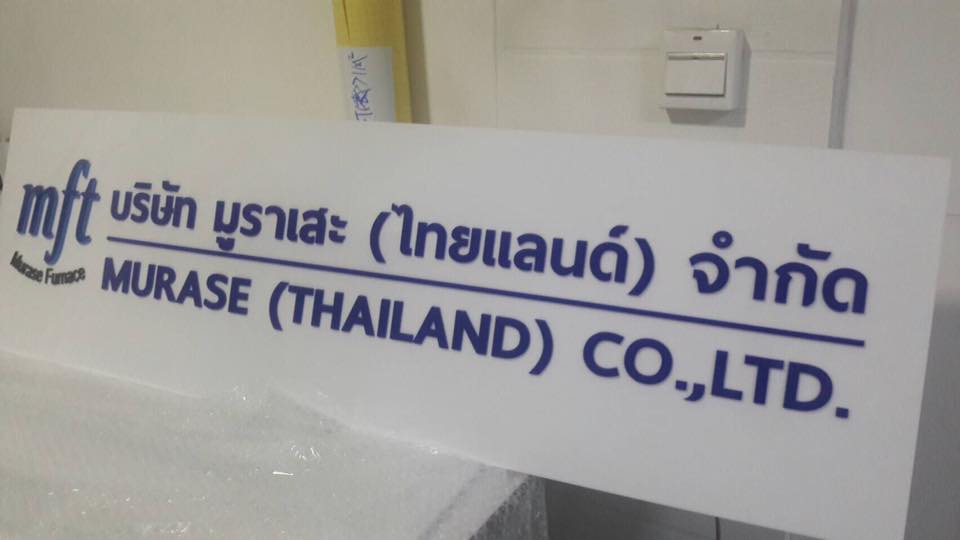 mft
Murase Furnace
บริษัท มูราเสะ (ไทยแลนด์) จำกัด
MURASE (THAILAND) CO.,LTD.